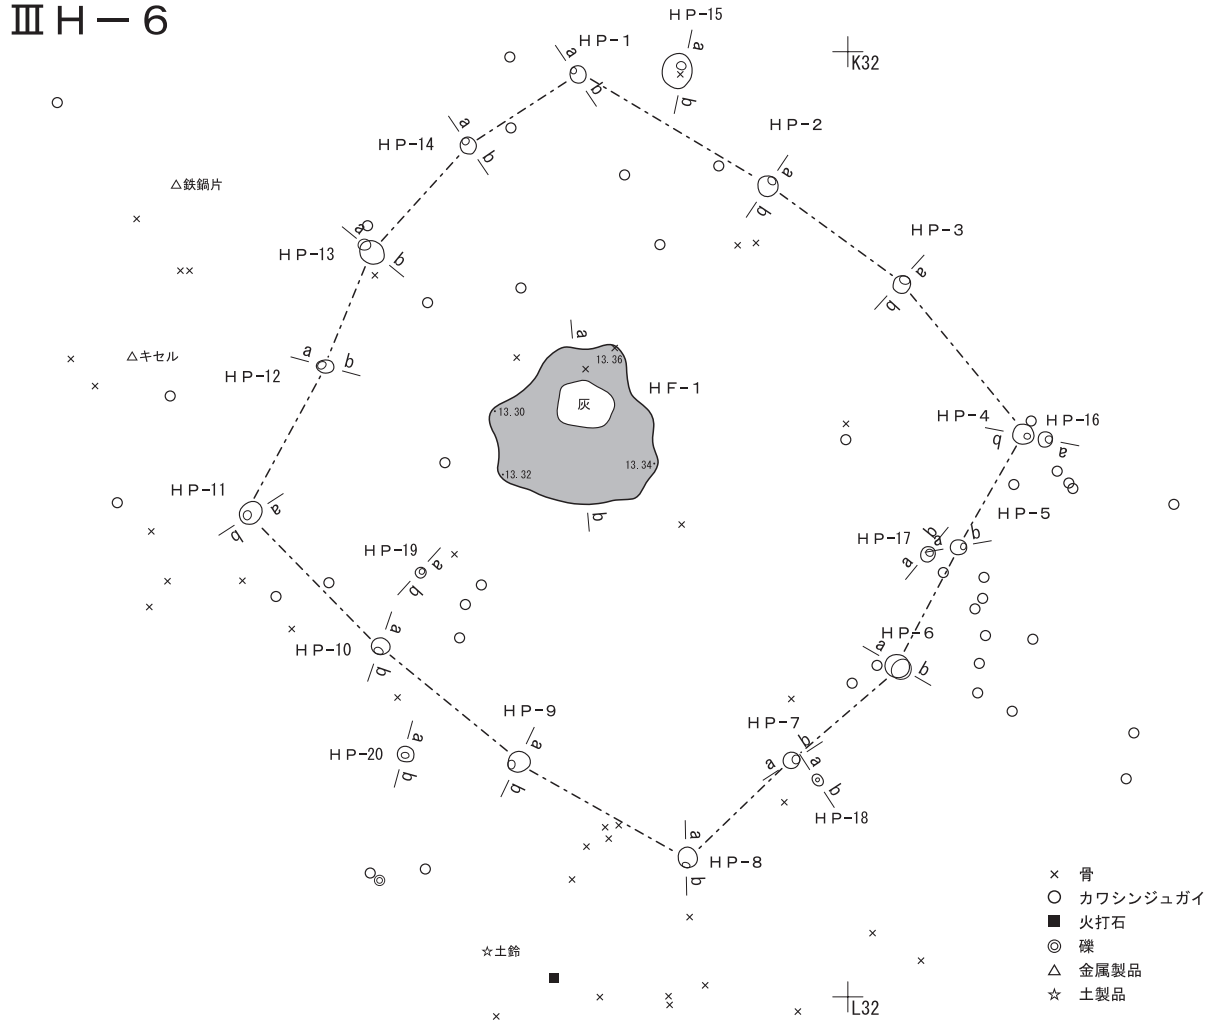 ⅢH-6
HP-15
a
b
HP-1
a
b
K32
HP-2
a
b
HP-14
a
b
△鉄鍋片
HP-3
a
b
HP-13
a
b
△キセル
HP-12
a b
a
13.36
HF-1
灰
13.30
13.34
13.32
b
HP-4
b
HP-16
a
HP-11
a
b
HP-5
HP-17
b
a
a
b
HP-19
a
b
HP-6
a
b
HP-10
a
b
HP-9
a
b
HP-7
b
a
a
b
HP-18
HP-20
a
b
HP-8
a
b
× 骨
○ カワシンジュガイ
■ 火打石
◎ 礫
△ 金属製品
☆ 土製品
☆土鈴
L32